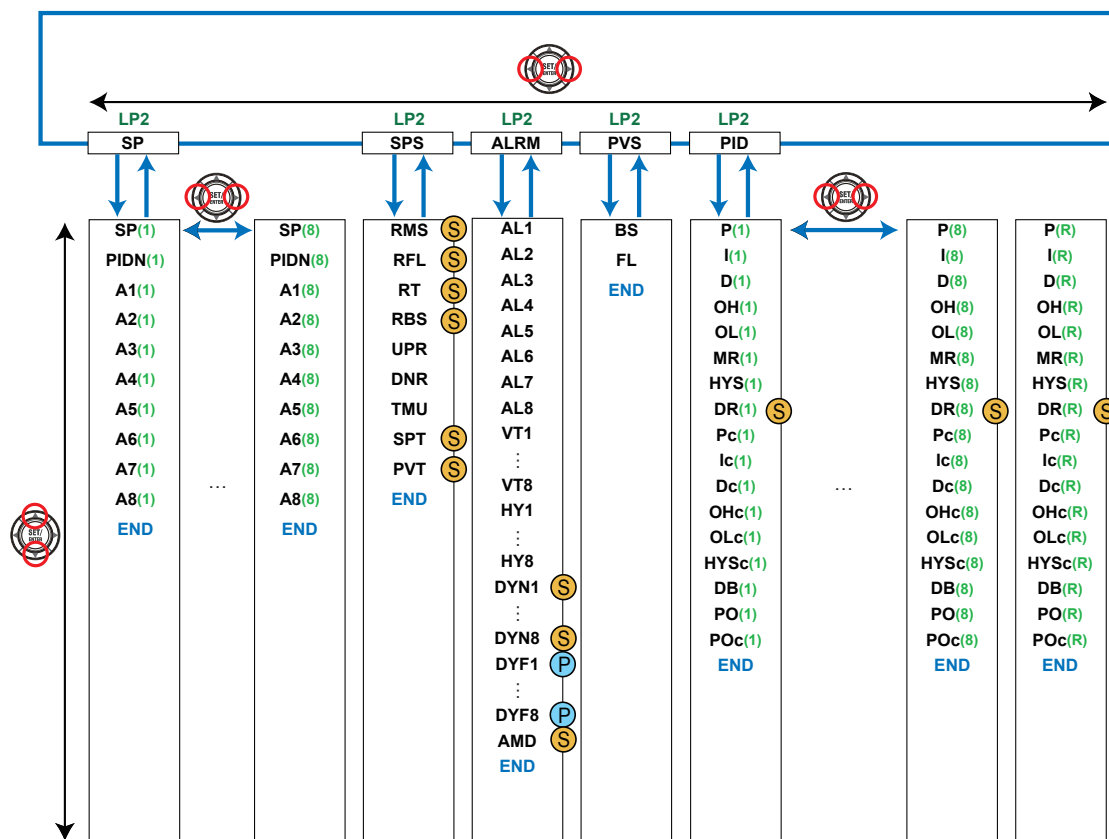 SET/
ENTER
LP2
SP
LP2
SPS
LP2
ALRM
LP2
PVS
LP2
PID
SET/
ENTER
SET/
ENTER
SP(1)
PIDN(1)
A1(1)
A2(1)
A3(1)
A4(1)
A5(1)
A6(1)
A7(1)
A8(1)
END
...
SP(8)
PIDN(8)
A1(8)
A2(8)
A3(8)
A4(8)
A5(8)
A6(8)
A7(8)
A8(8)
END
RMS S
RFL S
RT S
RBS S
UPR
DNR
TMU
SPT S
PVT S
END
AL1
AL2
AL3
AL4
AL5
AL6
AL7
AL8
VT1
⋮
VT8
HY1
⋮
HY8
DYN1 S
⋮
DYN8 S
DYF1 P
⋮
DYF8 P
AMD S
END
BS
FL
END
P(1)
I(1)
D(1)
OH(1)
OL(1)
MR(1)
HYS(1)
DR(1) S
Pc(1)
Ic(1)
Dc(1)
OHc(1)
OLc(1)
HYSc(1)
DB(1)
PO(1)
POc(1)
END
...
P(8)
I(8)
D(8)
OH(8)
OL(8)
MR(8)
HYS(8)
DR(8) S
Pc(8)
Ic(8)
Dc(8)
OHc(8)
OLc(8)
HYSc(8)
DB(8)
PO(8)
POc(8)
END
P(R)
I(R)
D(R)
OH(R)
OL(R)
MR(R)
HYS(R)
DR(R) S
Pc(R)
Ic(R)
Dc(R)
OHc(R)
OLc(R)
HYSc(R)
DB(R)
PO(R)
POc(R)
END
SET/
ENTER